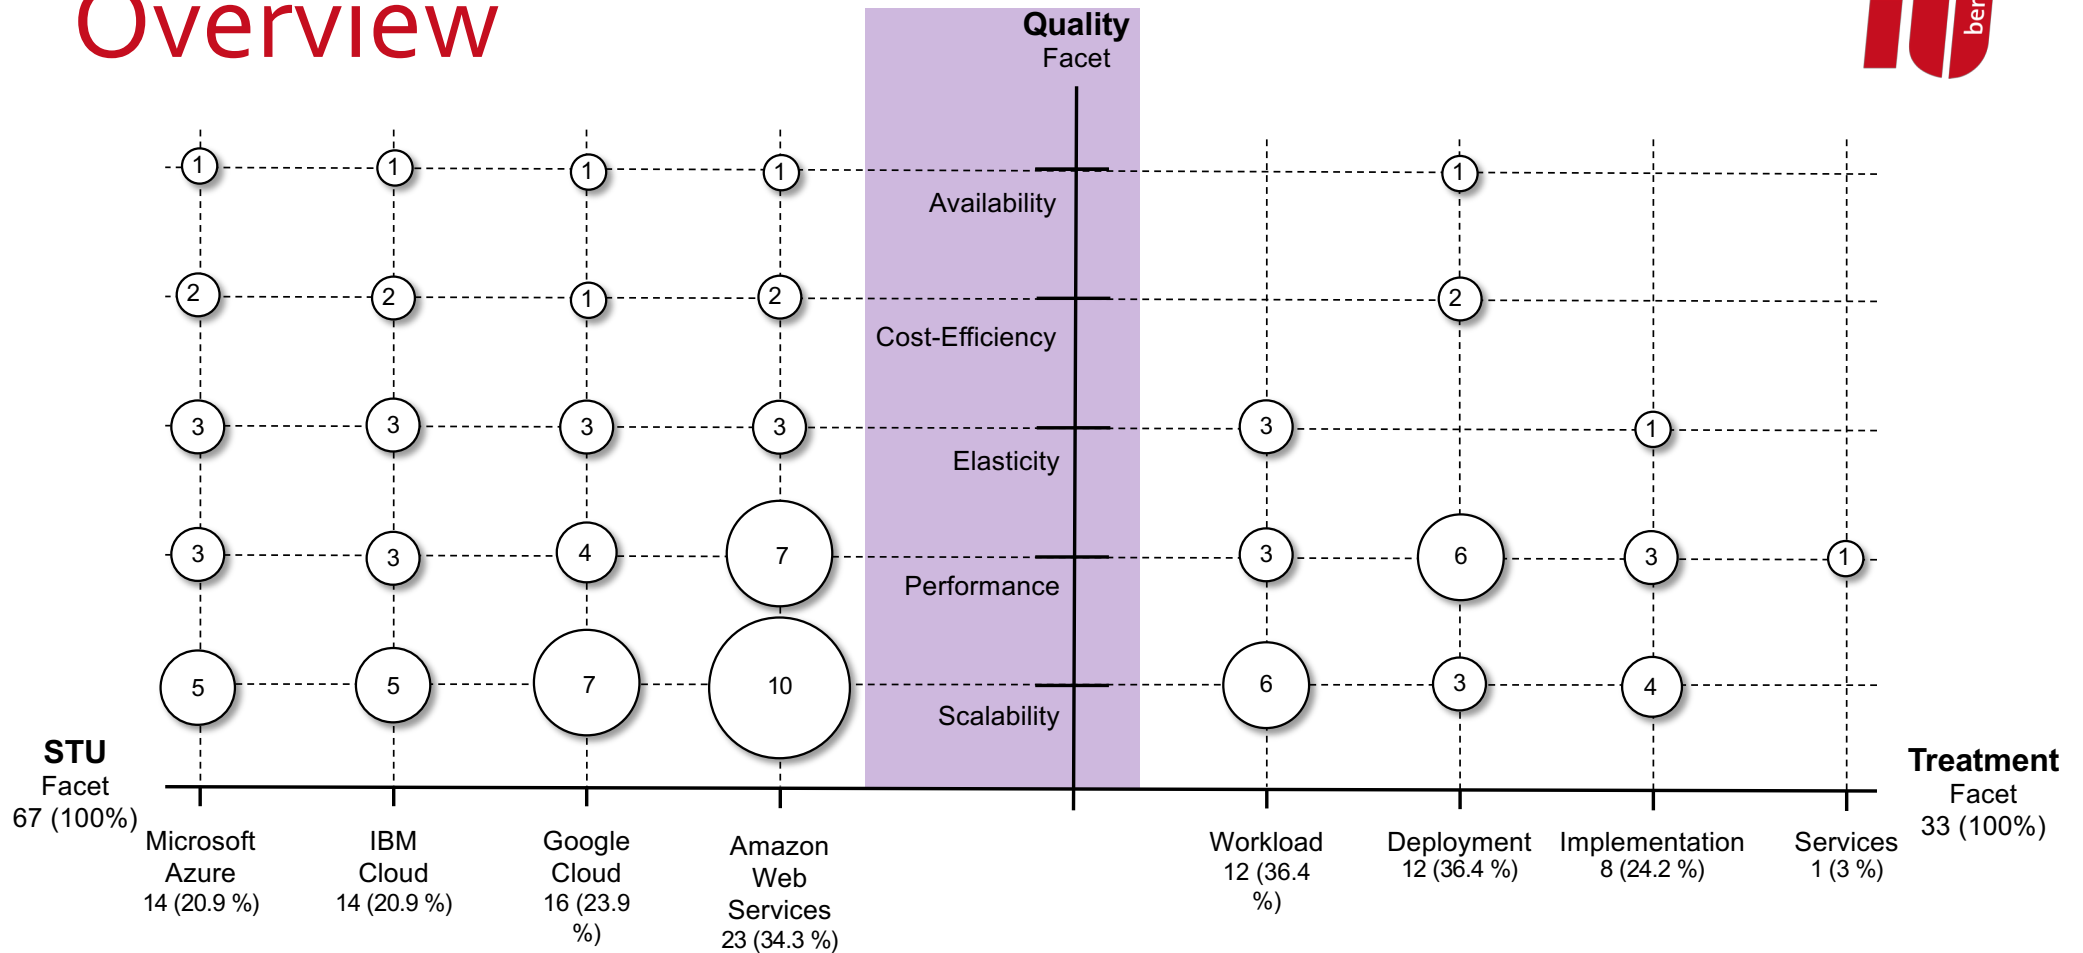 Overview
Quality
Facet
ber
1 1 1 1 1
Availability
2 2 1 2 2
Cost-Efficiency
3 3 3 3 3 1
Elasticity
3 3 4 7 3 6 3 1
Performance
5 5 7 10 6 3 4
Scalability
STU
Facet
67 (100%)
Microsoft
Azure
14 (20.9 %)
IBM
Cloud
14 (20.9 %)
Google
Cloud
16 (23.9
%)
Amazon
Web
Services
23 (34.3 %)
Workload
12 (36.4
%)
Deployment
12 (36.4 %)
Implementation
8 (24.2 %)
Services
1 (3 %)
Treatment
Facet
33 (100%)